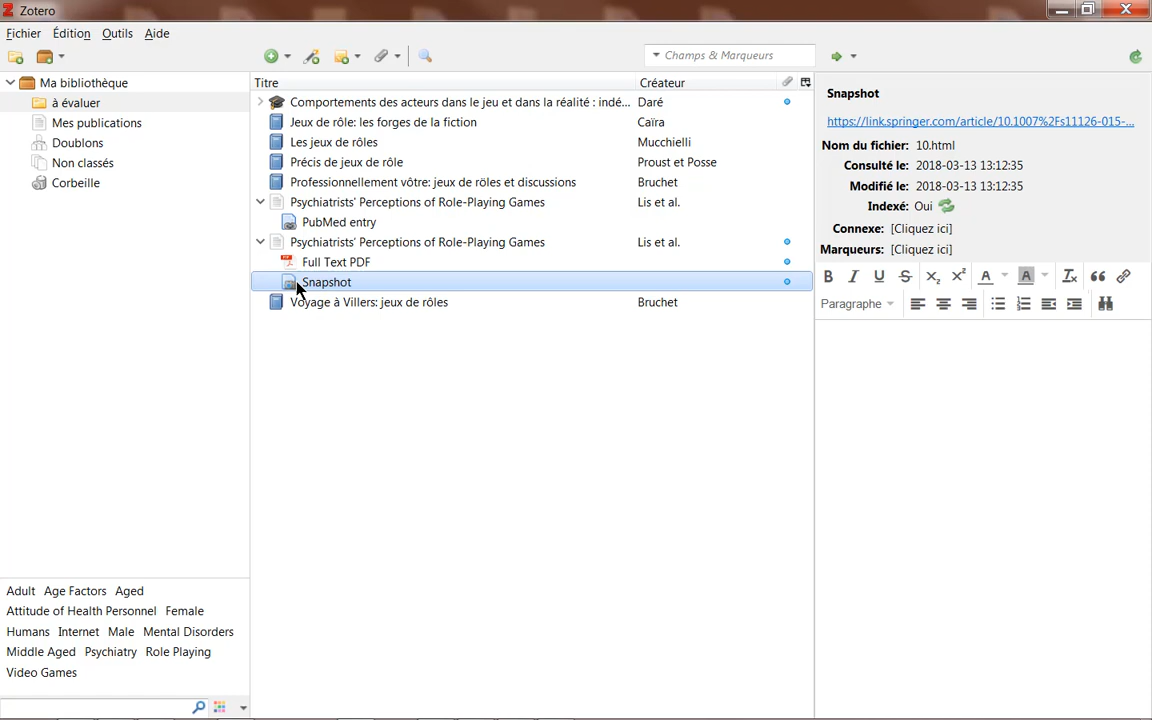 Zotero
Fichier Édition Outils Aide
Champs & Marqueurs
Ma bibliothèque
à évaluer
Mes publications
Doublons
Non classés
Corbeille
Titre Créateur
Comportements des acteurs dans le jeu et dans la réalité : indé... Daré
Jeux de rôle: les forges de la fiction Caïra
Les jeux de rôles Mucchielli
Précis de jeux de rôle Proust et Posse
Professionnellement vôtre: jeux de rôles et discussions Bruchet
Psychiatrists' Perceptions of Role-Playing Games Lis et al.
PubMed entry
Psychiatrists' Perceptions of Role-Playing Games Lis et al.
Full Text PDF
Snapshot
Voyage à Villers: jeux de rôles Bruchet
Snapshot
https://link.springer.com/article/10.1007%2Fs11126-015-...
Nom du fichier: 10.html
Consulté le: 2018-03-13 13:12:35
Modifié le: 2018-03-13 13:12:35
Indexé: Oui
Connexe: [Cliquez ici]
Marqueurs: [Cliquez ici]
Paragraphe
Adult Age Factors Aged
Attitude of Health Personnel Female
Humans Internet Male Mental Disorders
Middle Aged Psychiatry Role Playing
Video Games